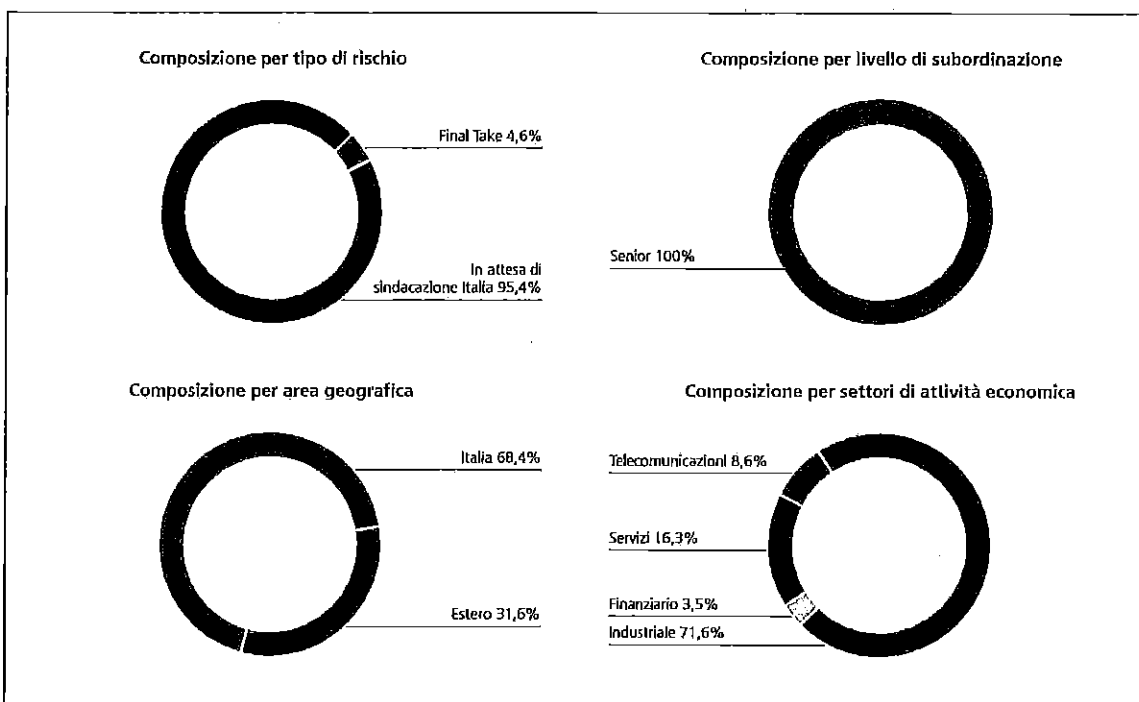 Composizione per tipo di rischio
Final Take 4,6%
In attesa di
sindacazione Italia 95,4%
Composizione per livello di subordinazione
Senior 100%
Composizione per area geografica
Italia 68,4%
Estero 31,6%
Composizione per settori di attività economica
Telecomunicazioni 8,6%
Servizi 16,3%
Finanziario 3,5%
Industriale 71,6%